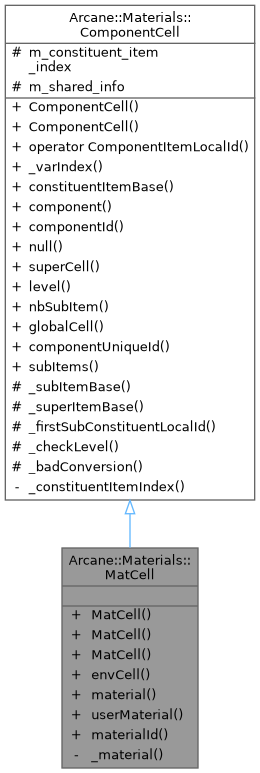 Arcane::Materials::
ComponentCell
# m_constituent_item
_index
# m_shared_info
+ ComponentCell()
+ ComponentCell()
+ operator ComponentItemLocalId()
+ _varIndex()
+ constituentItemBase()
+ component()
+ componentId()
+ null()
+ superCell()
+ level()
+ nbSubItem()
+ globalCell()
+ componentUniqueId()
+ subItems()
# _subItemBase()
# _superItemBase()
# _firstSubConstituentLocalId()
# _checkLevel()
# _badConversion()
- _constituentItemIndex()
Arcane::Materials::
MatCell
+ MatCell()
+ MatCell()
+ MatCell()
+ envCell()
+ material()
+ userMaterial()
+ materialId()
- _material()